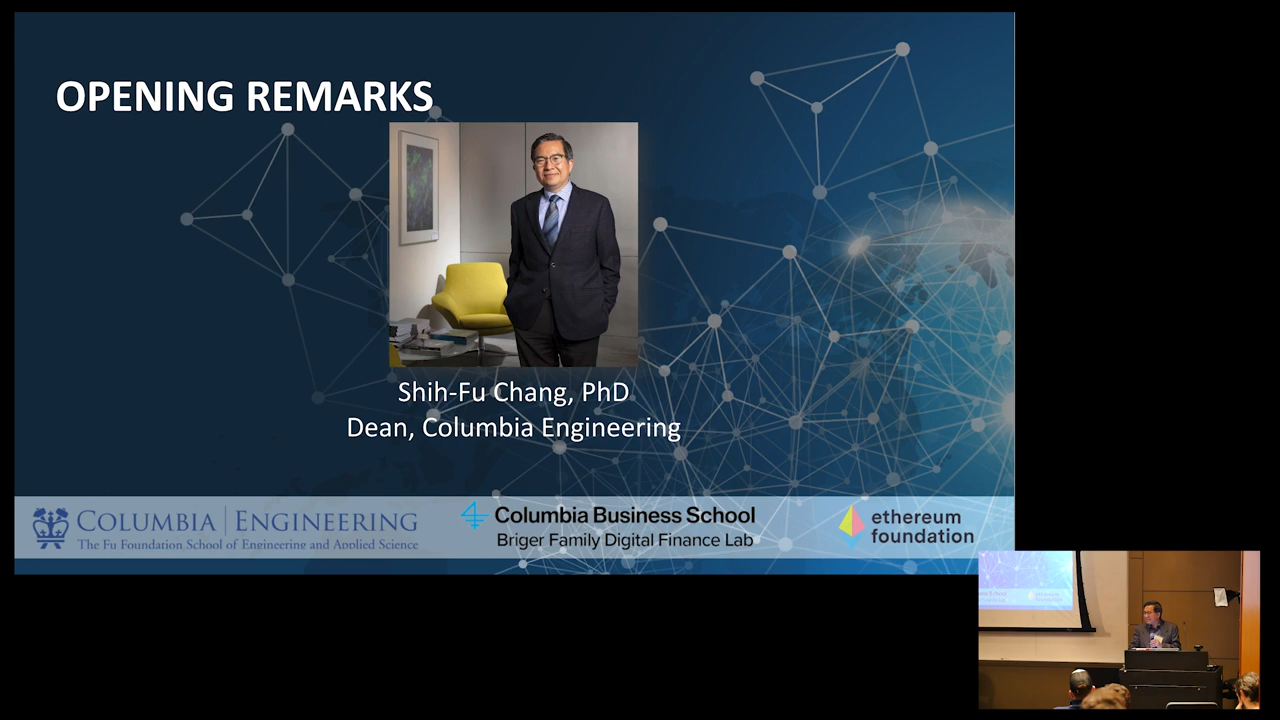 OPENING REMARKS
Shih-Fu Chang, PhD
Dean, Columbia Engineering
COLUMBIA | ENGINEERING
The Fu Foundation School of Engineering and Applied Science
Columbia Business School
Briger Family Digital Finance Lab
ethereum
foundation